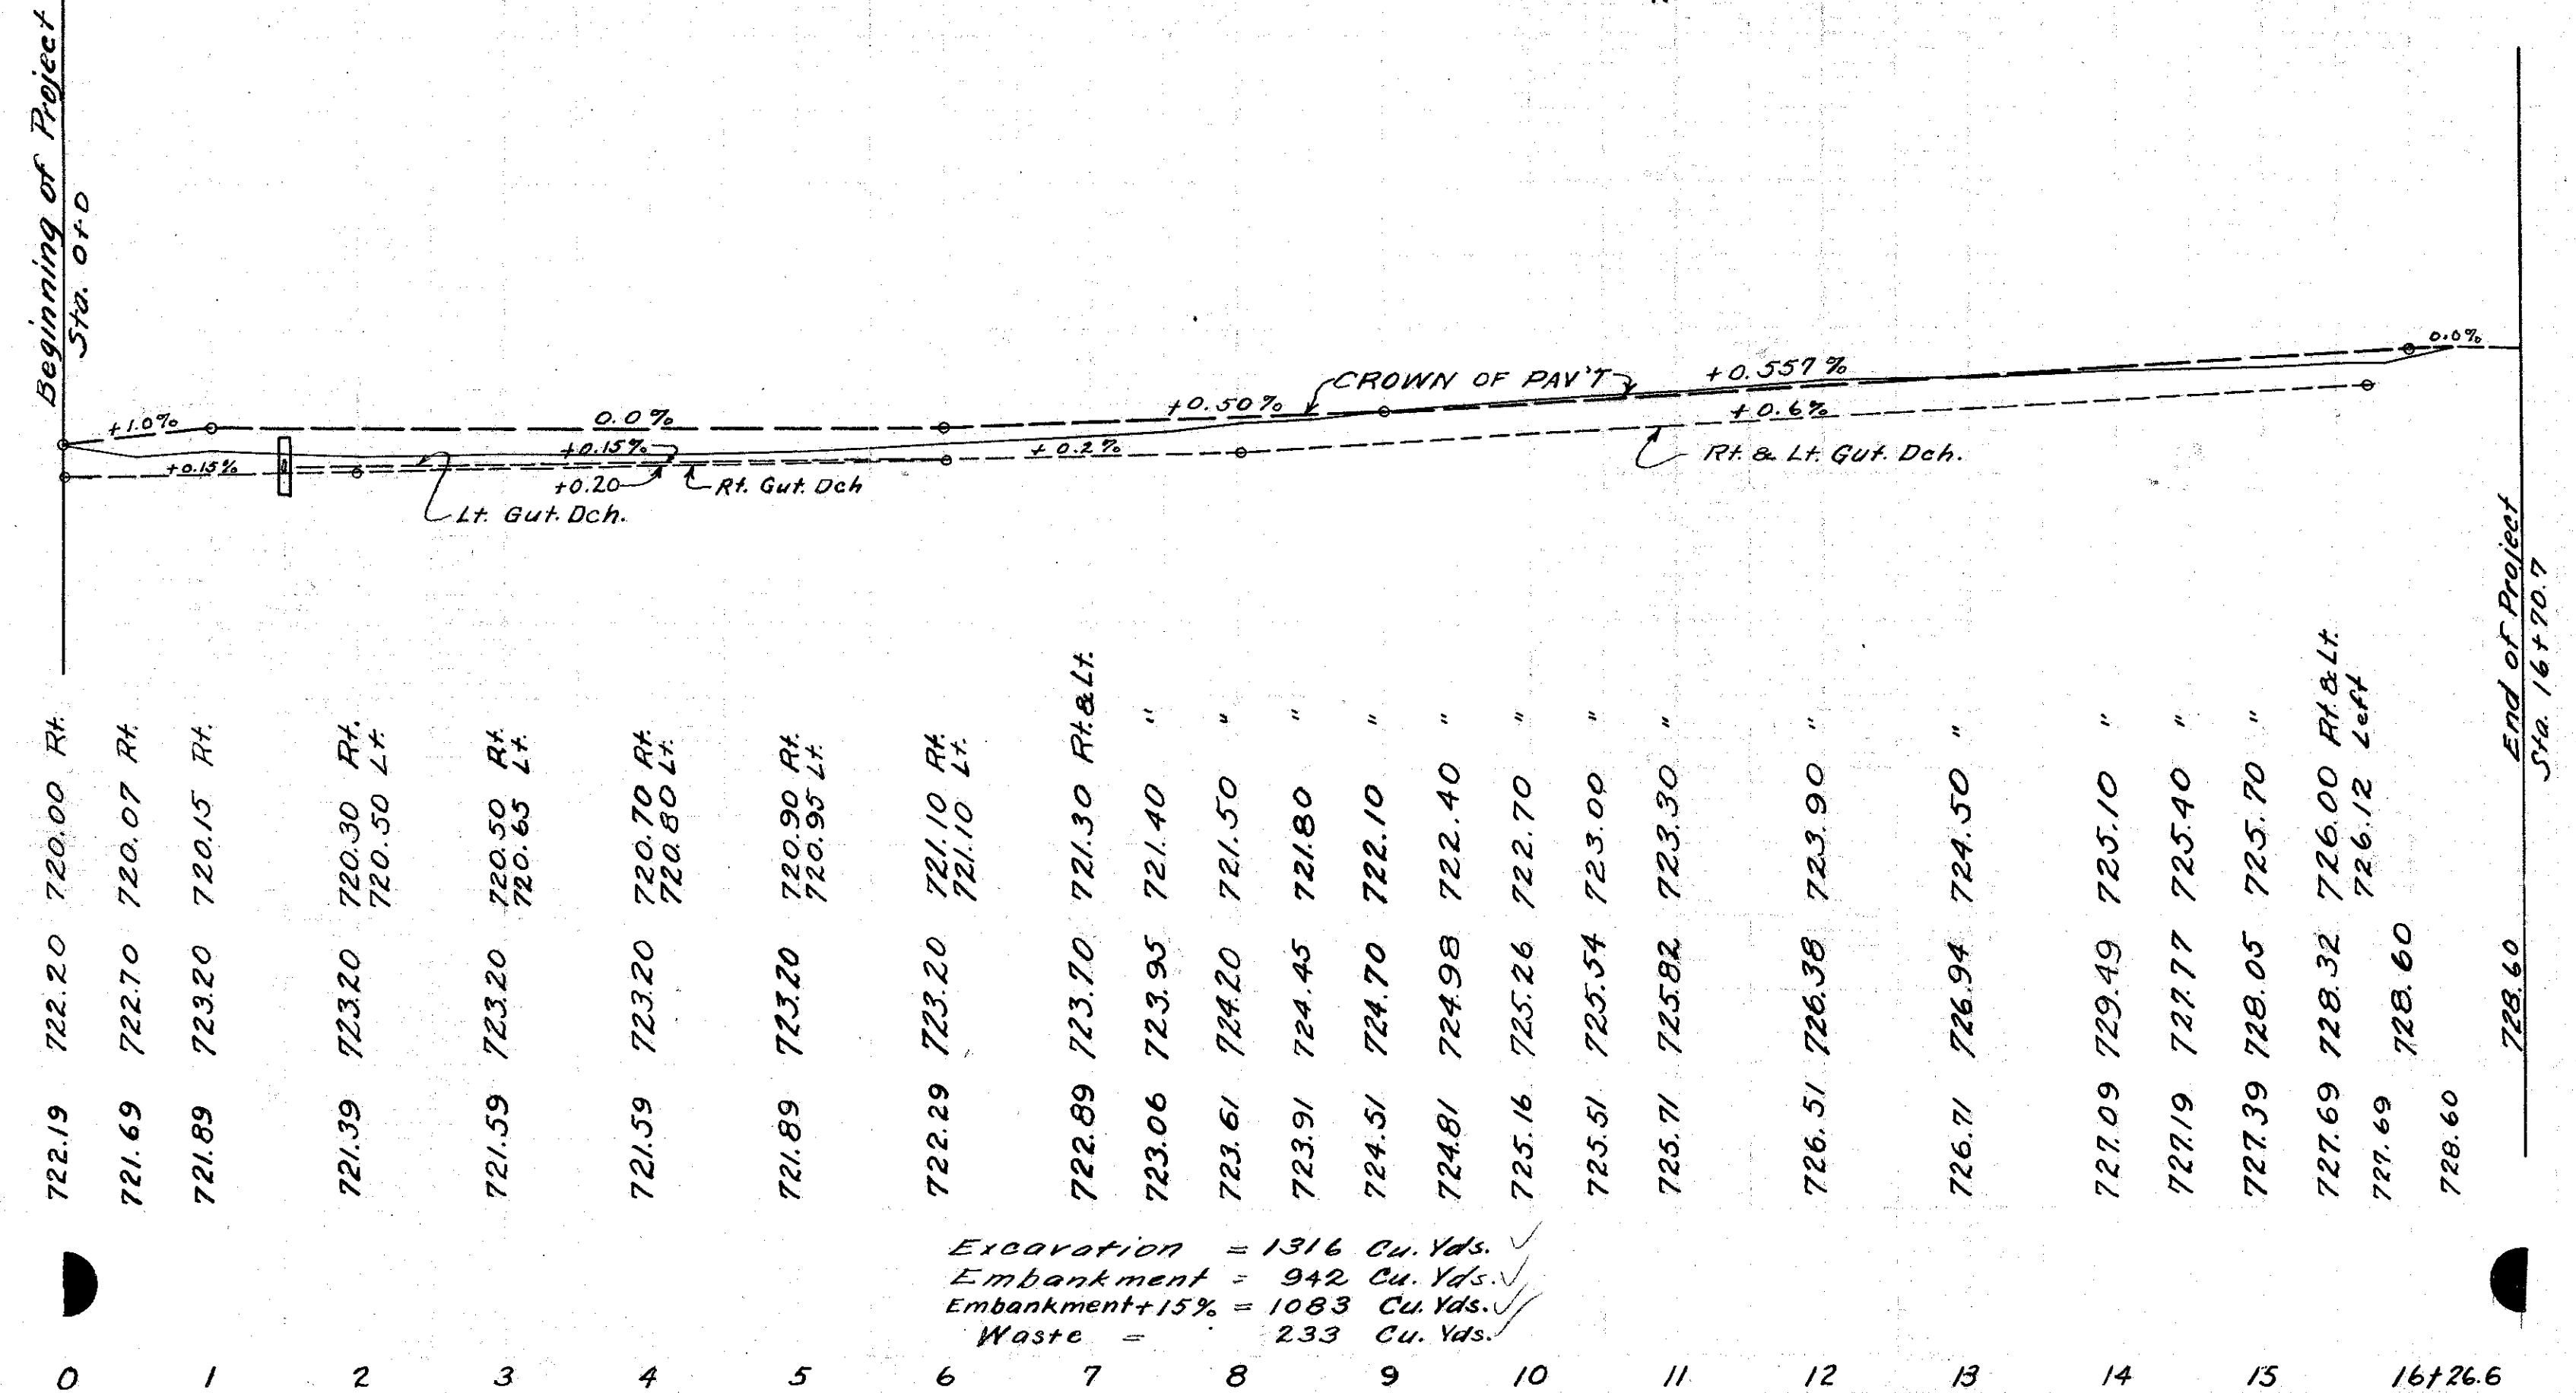 Beginning of Project
Sta. 0+0
+1.0%
0.0%
+0.50%
CROWN OF PAV'T
+0.557%
0.0%
+0.15%
+0.15%
+0.2%
+0.6%
+0.20
Rt. Gut. Dch
Lt. Gut. Dch.
Rt. & Lt. Gut. Dch.
End of Project
Sta. 16+70.7
722.19 722.20 720.00 Rt.
721.69 722.70 720.07 Rt.
721.89 723.20 720.15 Rt.
721.39 723.20 720.30 Rt.
720.50 Lt.
721.59 723.20 720.50 Rt.
720.65 Lt.
721.59 723.20 720.70 Rt.
720.80 Lt.
721.89 723.20 720.90 Rt.
720.95 Lt.
722.29 723.20 721.10 Rt.
721.10 Lt.
722.89 723.70 721.30 Rt.&Lt.
723.06 723.95 721.40 "
723.61 724.20 721.50 "
723.91 724.45 721.80 "
724.51 724.70 722.10 "
724.81 724.98 722.40 "
725.16 725.26 722.70 "
725.51 725.54 723.00 "
725.71 725.82 723.30 "
726.51 726.38 723.90 "
726.71 726.94 724.50 "
727.09 729.49 725.10 "
727.19 727.77 725.40 "
727.39 728.05 725.70 "
727.69 728.32 726.00 Rt.&Lt.
727.69 726.12 Left
728.60
728.60
728.60
Excavation = 1316 Cu. Yds.
Embankment = 942 Cu. Yds.
Embankment+15% = 1083 Cu. Yds.
Waste = 233 Cu. Yds.
0 1 2 3 4 5 6 7 8 9 10 11 12 13 14 15 16+26.6